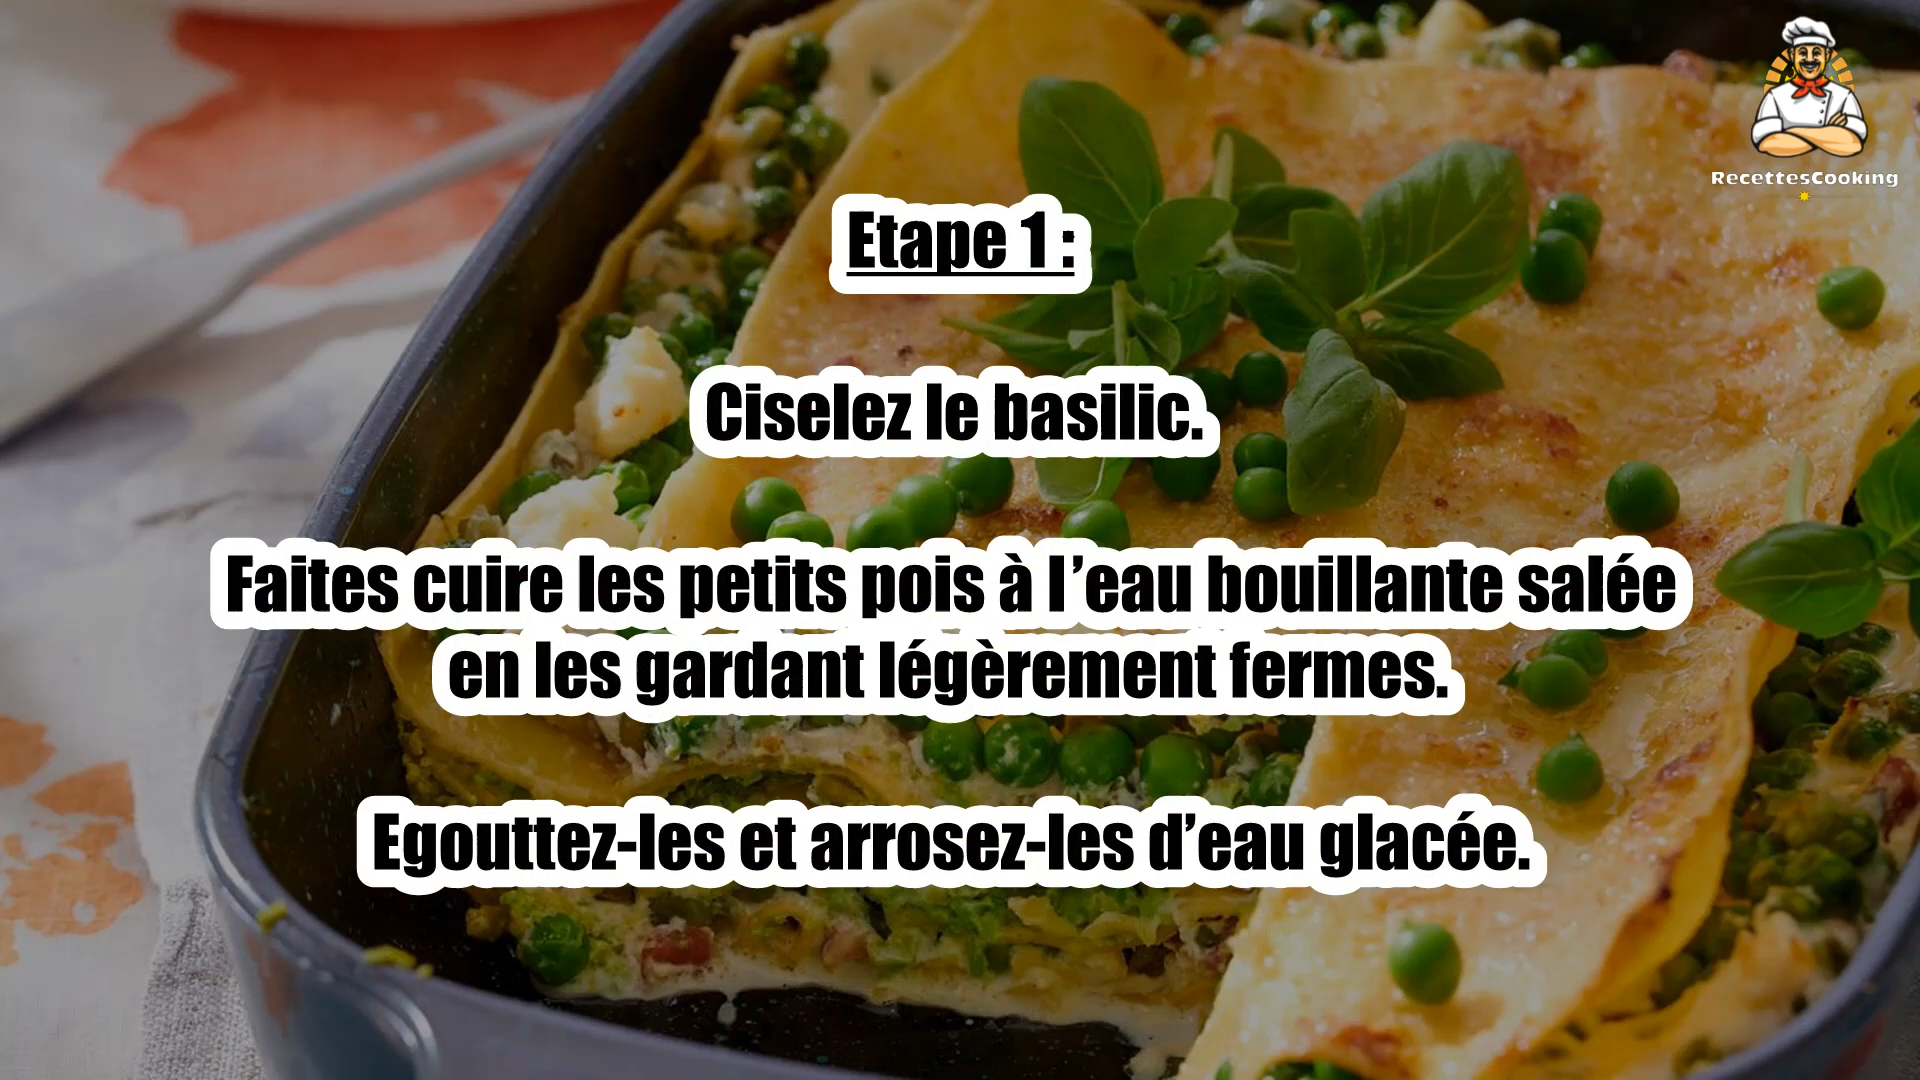 RecettesCooking
Etape 1 :
Ciselez le basilic.
Faites cuire les petits pois à l’eau bouillante salée
en les gardant légèrement fermes.
Egouttez-les et arrosez-les d’eau glacée.